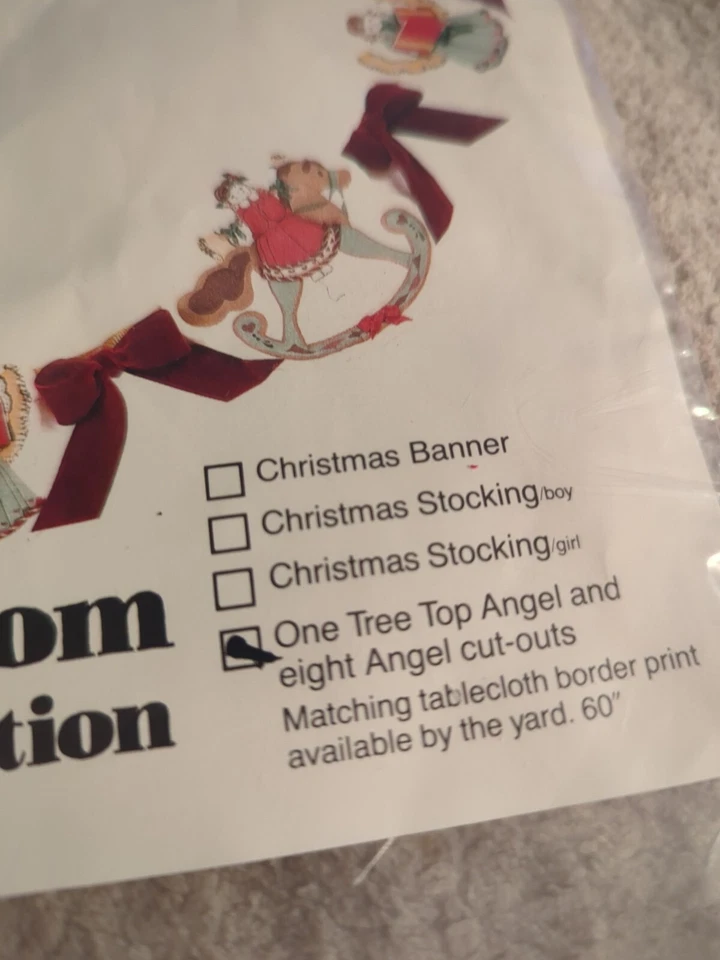 Christmas Banner
Christmas Stocking/boy
Christmas Stocking/girl
One Tree Top Angel and
eight Angel cut-outs
Matching tablecloth border print
available by the yard. 60"
om
tion